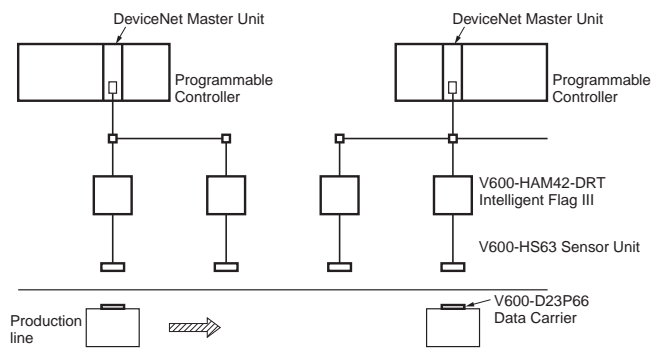 DeviceNet Master Unit
DeviceNet Master Unit
Programmable
Controller
Programmable
Controller
V600-HAM42-DRT
Intelligent Flag III
V600-HS63 Sensor Unit
V600-D23P66
Data Carrier
Production
line